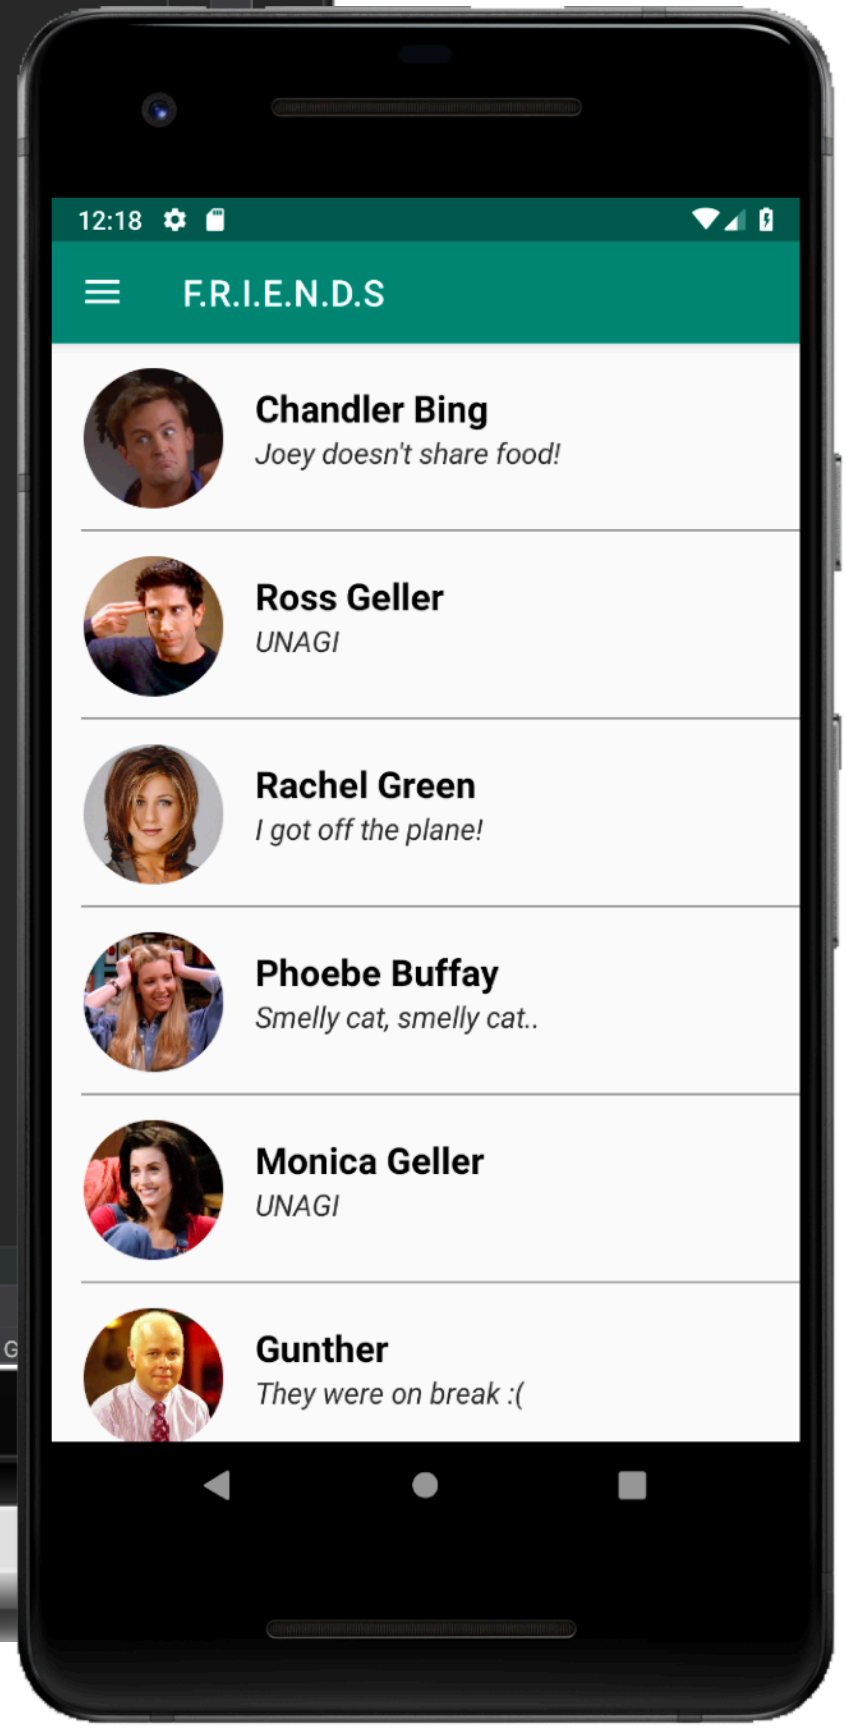 12:18
F.R.I.E.N.D.S
Chandler Bing
Joey doesn't share food!
Ross Geller
UNAGI
Rachel Green
I got off the plane!
Phoebe Buffay
Smelly cat, smelly cat..
Monica Geller
UNAGI
G
Gunther
They were on break :(